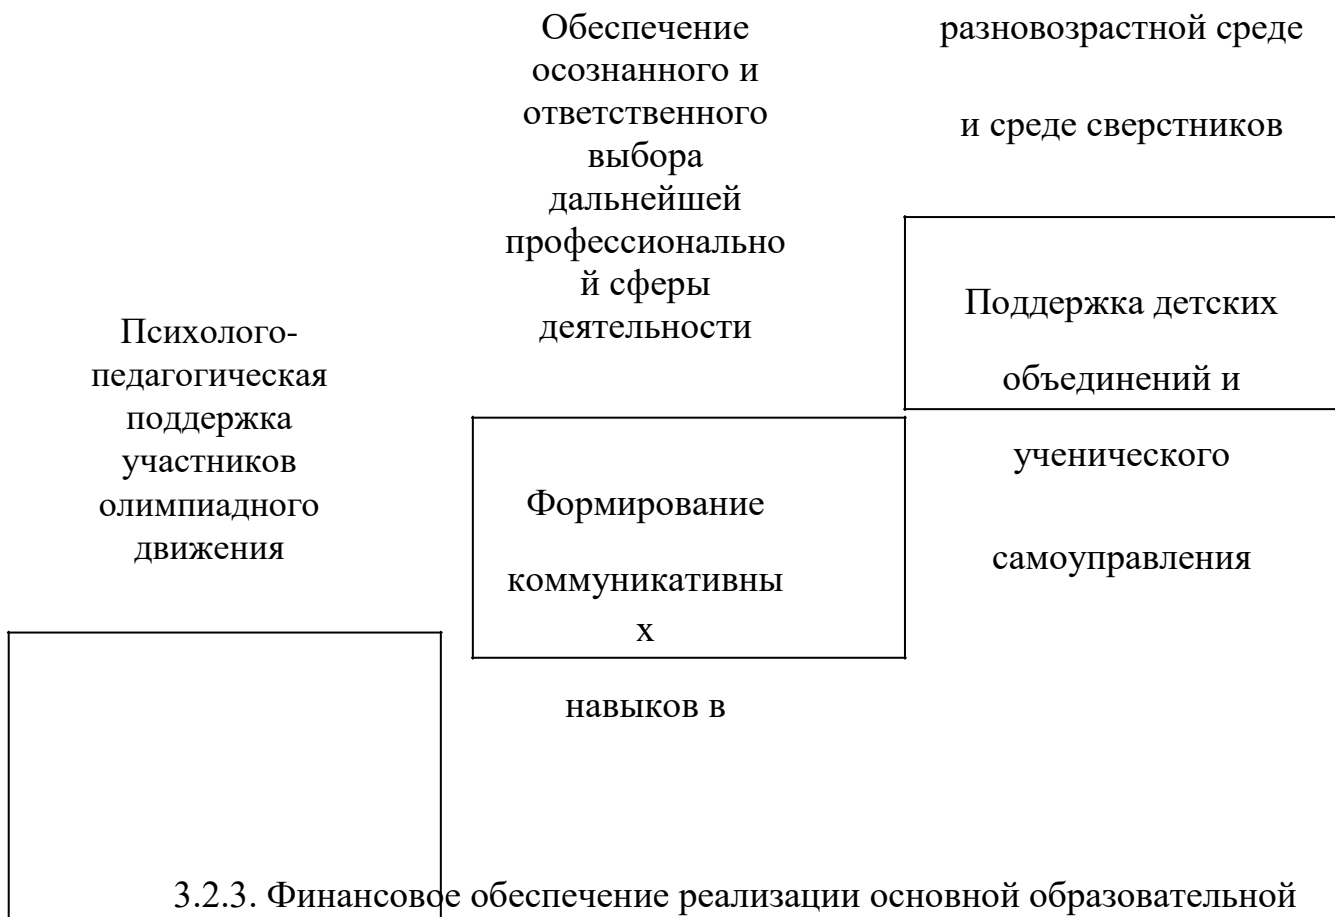 Психолого-
педагогическая
поддержка
участников
олимпиадного
движения
Обеспечение
осознанного и
ответственного
выбора
дальнейшей
профессионально
й сферы
деятельности
Формирование
коммуникативны
х
навыков в
разновозрастной среде
и среде сверстников
Поддержка детских
объединений и
ученического
самоуправления
3.2.3. Финансовое обеспечение реализации основной образовательной